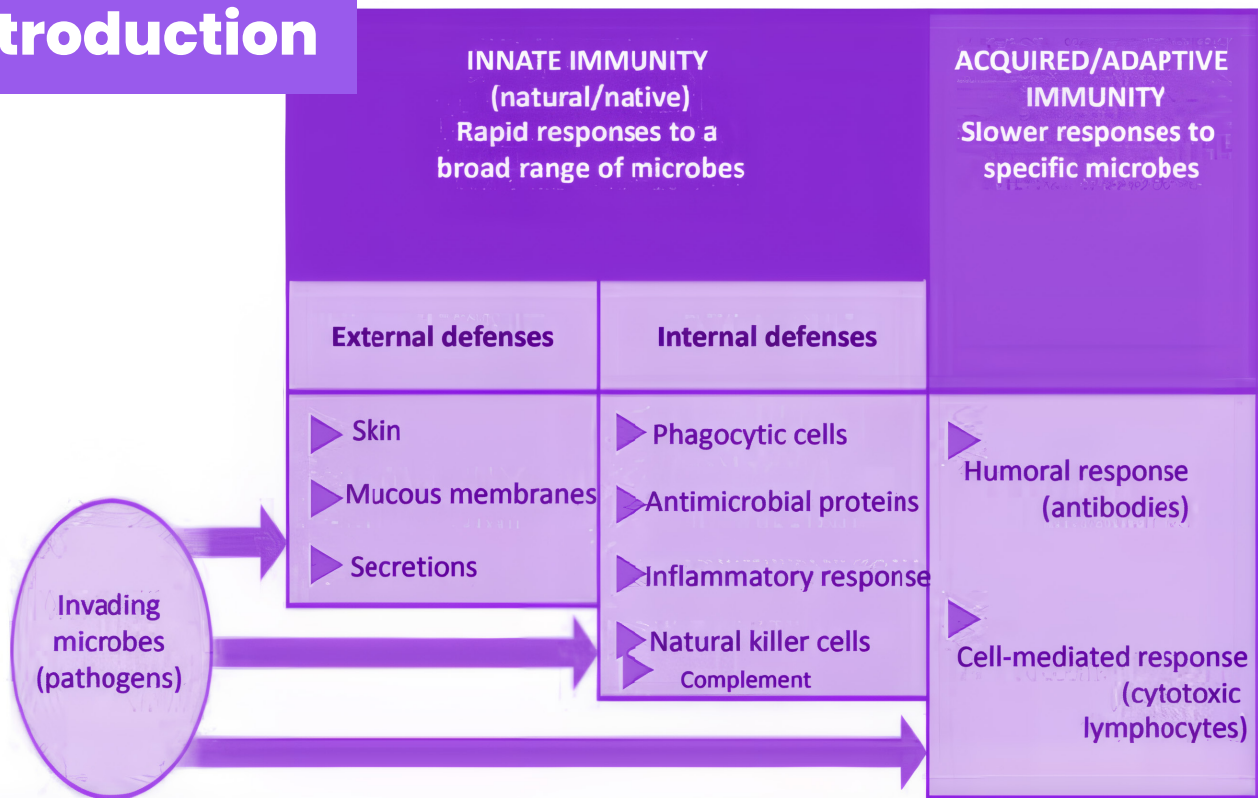 troduction
INNATE IMMUNITY
(natural/native)
Rapid responses to a
broad range of microbes
ACQUIRED/ADAPTIVE
IMMUNITY
Slower responses to
specific microbes
External defenses
Internal defenses
Skin
Mucous membranes
Secretions
Phagocytic cells
Antimicrobial proteins
Inflammatory response
Natural killer cells
Complement
Humoral response
(antibodies)
Cell-mediated response
(cytotoxic
lymphocytes)
Invading
microbes
(pathogens)